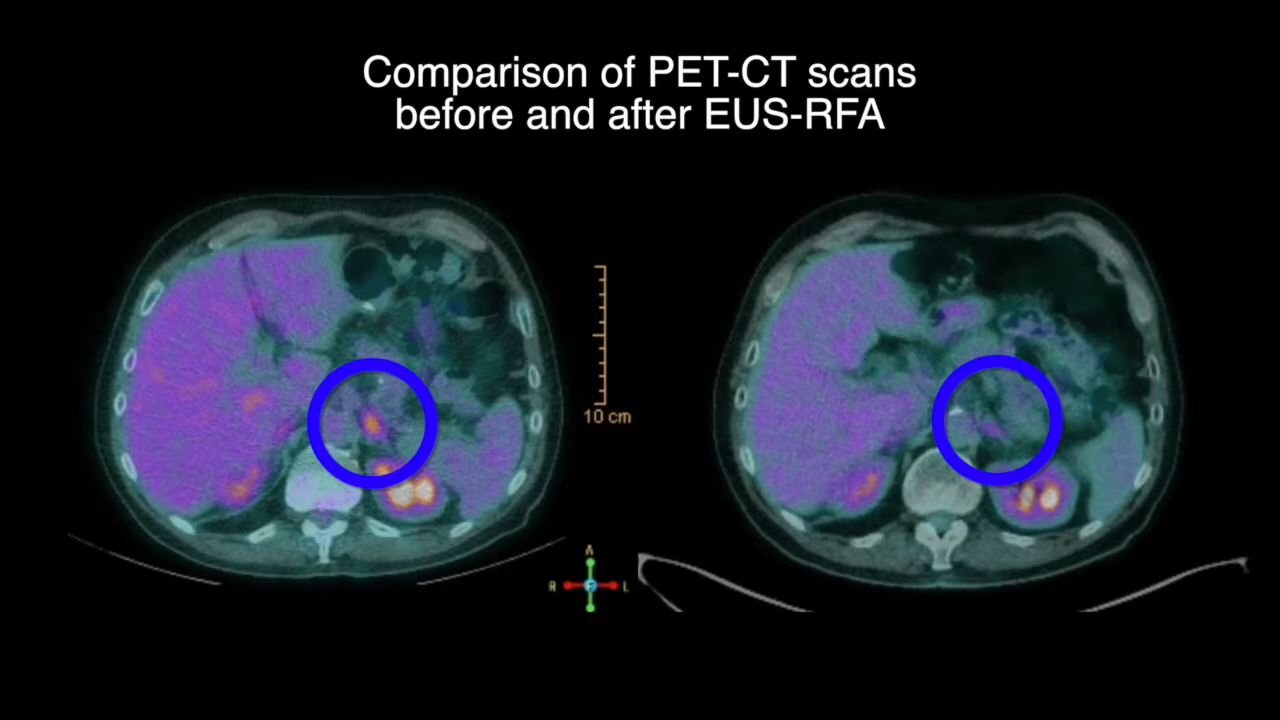 Comparison of PET-CT scans
before and after EUS-RFA
10 cm
A
R L